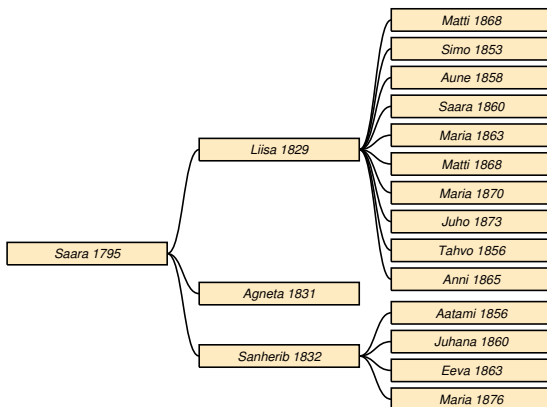 Saara 1795
Liisa 1829
Matti 1868
Simo 1853
Aune 1858
Saara 1860
Maria 1863
Matti 1868
Maria 1870
Juho 1873
Tahvo 1856
Anni 1865
Agneta 1831
Sanherib 1832
Aatami 1856
Juhana 1860
Eeva 1863
Maria 1876